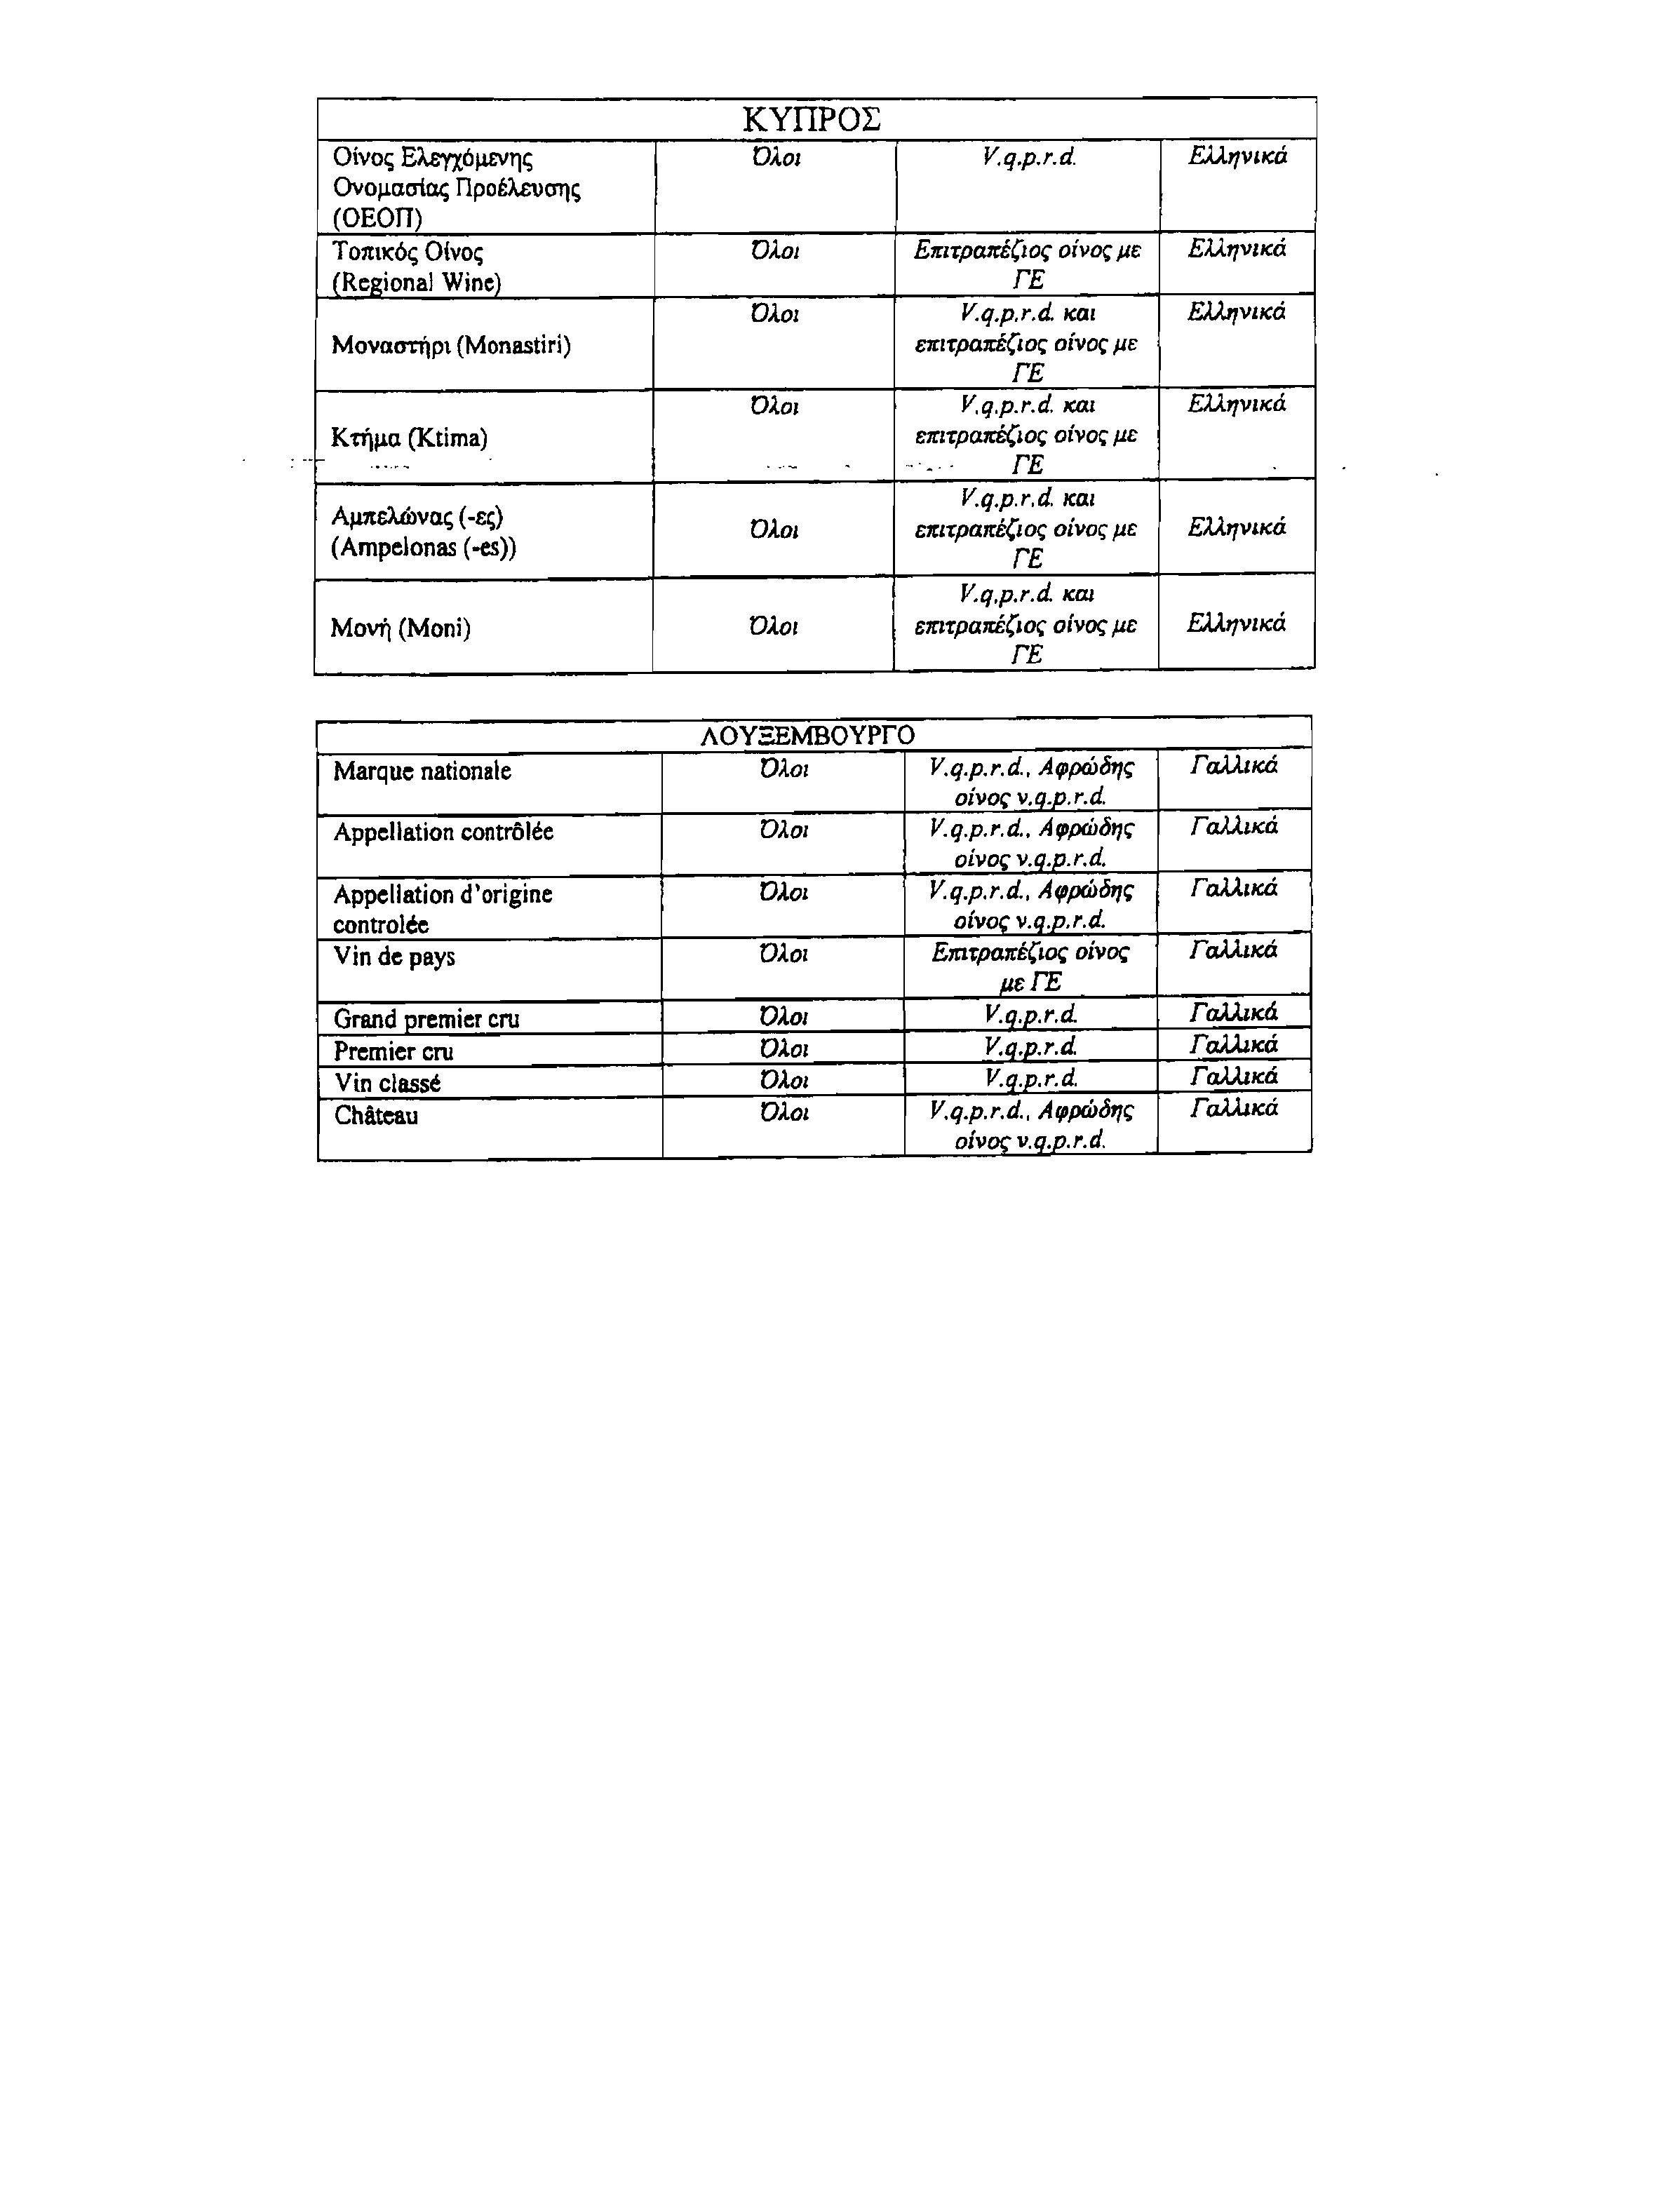 ΚΥΠΡΟΣ
Οίνος Ελεγχόμενης Όλοι V.q.p.r.d. Ελληνικά
Ονομασίας Προέλευσης
(ΟΕΟΠ)
Τοπικός Οίνος Όλοι Επιτραπέζιος οίνος με Ελληνικά
(Regional Wine) ΓΕ
Όλοι V.q.p.r.d. και Ελληνικά
Μοναστήρι (Monastiri) επιτραπέζιος οίνος με
ΓΕ
Όλοι V.q.p.r.d. και Ελληνικά
Κτήμα (Ktima) επιτραπέζιος οίνος με
ΓΕ
V.q.p.r.d. και
Αμπελώνας (-ες) Όλοι επιτραπέζιος οίνος με Ελληνικά
(Ampelonas (-es)) ΓΕ
V.q.p.r.d. και
Μονή (Moni) Όλοι επιτραπέζιος οίνος με Ελληνικά
ΓΕ
ΛΟΥΞΕΜΒΟΥΡΓΟ
Marque nationale Όλοι V.q.p.r.d., Αφρώδης Γαλλικά
οίνος v.q.p.r.d.
Appellation contrôlée Όλοι V.q.p.r.d., Αφρώδης Γαλλικά
οίνος v.q.p.r.d.
Appellation d'origine Όλοι V.q.p.r.d., Αφρώδης Γαλλικά
controlée οίνος v.q.p.r.d.
Vin de pays Όλοι Επιτραπέζιος οίνος Γαλλικά
με ΓΕ
Grand premier cru Όλοι V.q.p.r.d. Γαλλικά
Premier cru Όλοι V.q.p.r.d. Γαλλικά
Vin classé Όλοι V.q.p.r.d. Γαλλικά
Château Όλοι V.q.p.r.d., Αφρώδης Γαλλικά
οίνος v.q.p.r.d.